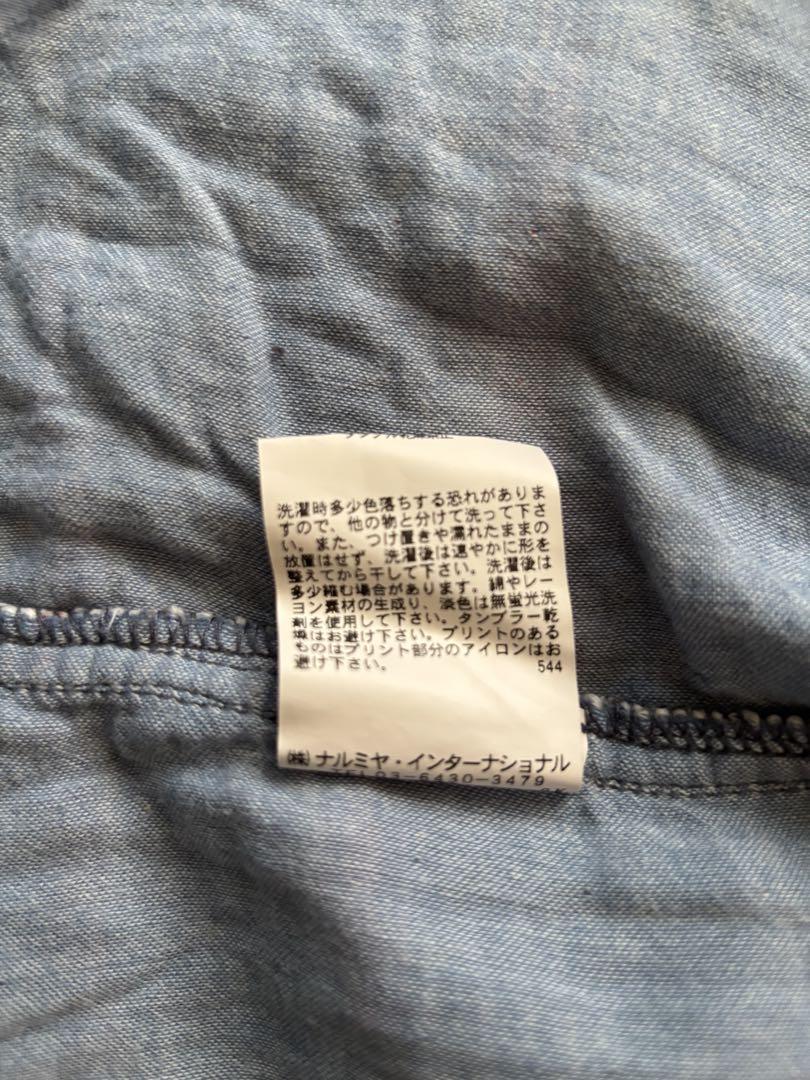 洗濯時多少色落ちする恐れがありま
すので、他の物と分けて洗って下さ
い。また、つけ置きや濡れたままの
放置はせず、洗濯後は速やかに形を
整えてから干して下さい。洗濯後は
多少縮む場合があります。綿やレー
ヨン素材の生成り、淡色は無蛍光洗
剤を使用して下さい。タンブラー乾
燥はお避け下さい。プリントのある
ものはプリント部分のアイロンはお
避け下さい。 544
㈱ナルミヤ・インターナショナル
TEL03-6430-3479